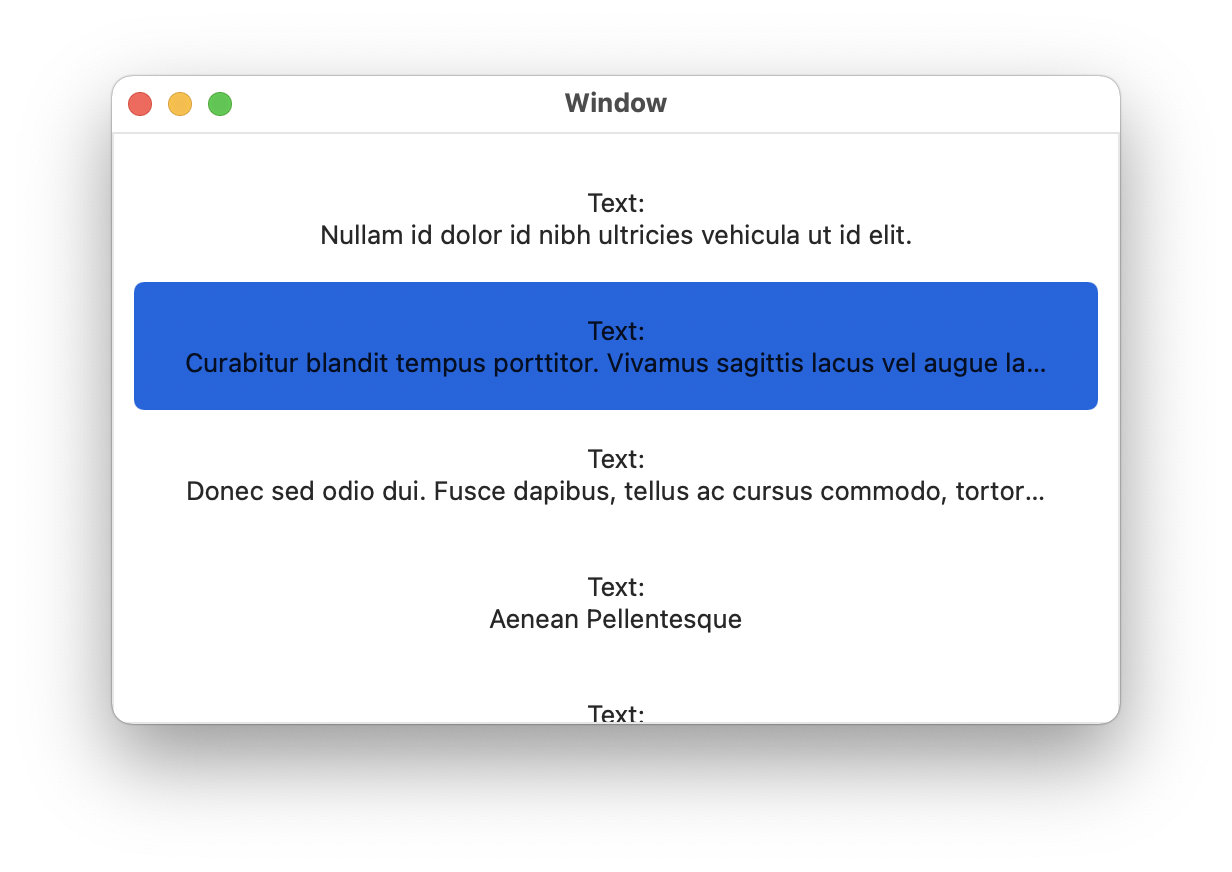 Window
Text:
Nullam id dolor id nibh ultricies vehicula ut id elit.
Text:
Curabitur blandit tempus porttitor. Vivamus sagittis lacus vel augue la...
Text:
Donec sed odio dui. Fusce dapibus, tellus ac cursus commodo, tortor...
Text:
Aenean Pellentesque
Text: